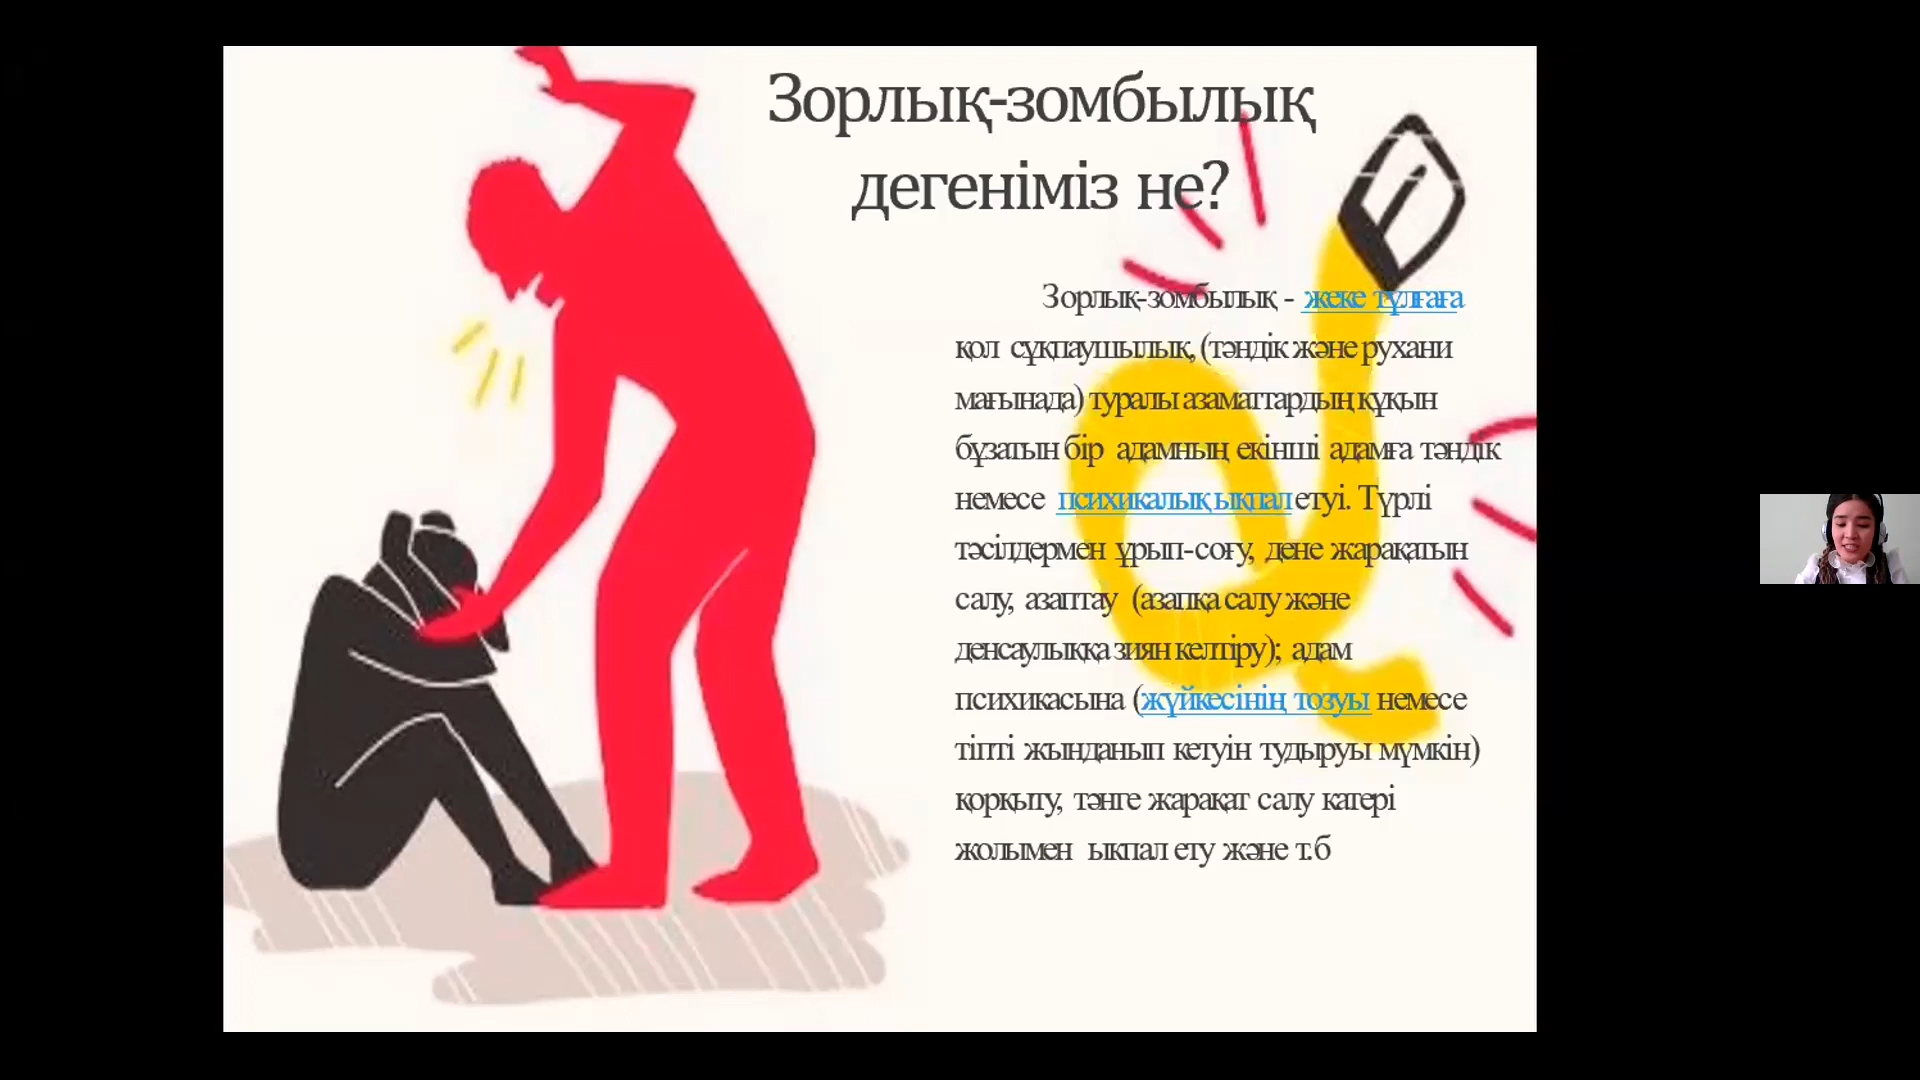 Зорлық-зомбылық
дегеніміз не?
Зорлық-зомбылық - жеке тұлғаға
қол сұқпаушылық, (тәндік және рухани
мағынада) туралы азаматтардың құқын
бұзатын бір адамның екінші адамға тәндік
немесе психикалық ықпал етуі. Түрлі
тәсілдермен ұрып-соғу, дене жарақатын
салу, азаптау (азапқа салу және
денсаулыққа зиян келтіру); адам
психикасына (жүйкесінің тозуы немесе
тіпті жынданып кетуін тудыруы мүмкін)
қорқыту, тәнге жарақат салу қатері
жолымен ықпал ету және т.б